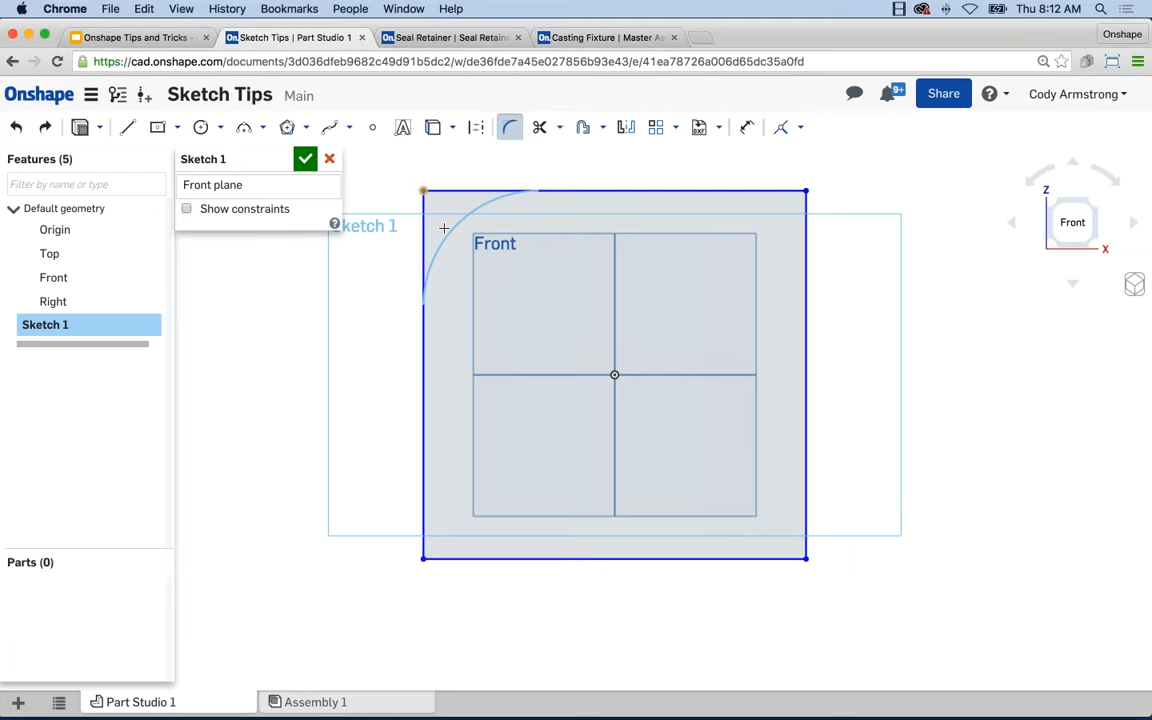 Chrome File Edit View History Bookmarks People Window Help 9+ Thu 8:12 AM
Onshape Tips and Tricks - Sketch Tips | Part Studio 1 Seal Retainer | Seal Retain Casting Fixture | Master As Onshape
https://cad.onshape.com/documents/3d036dfeb9682c49d91b5dc2/w/de36fde7a45e027856b93e43/e/41ea78726a006d65dc35a0fd
Onshape Sketch Tips Main 9+ Share Cody Armstrong
Features (5)
Filter by name or type
Default geometry
Origin
Top
Front
Right
Sketch 1
Sketch 1
Front plane
Show constraints
ketch 1
Front
Z
Front
X
Parts (0)
Part Studio 1 Assembly 1